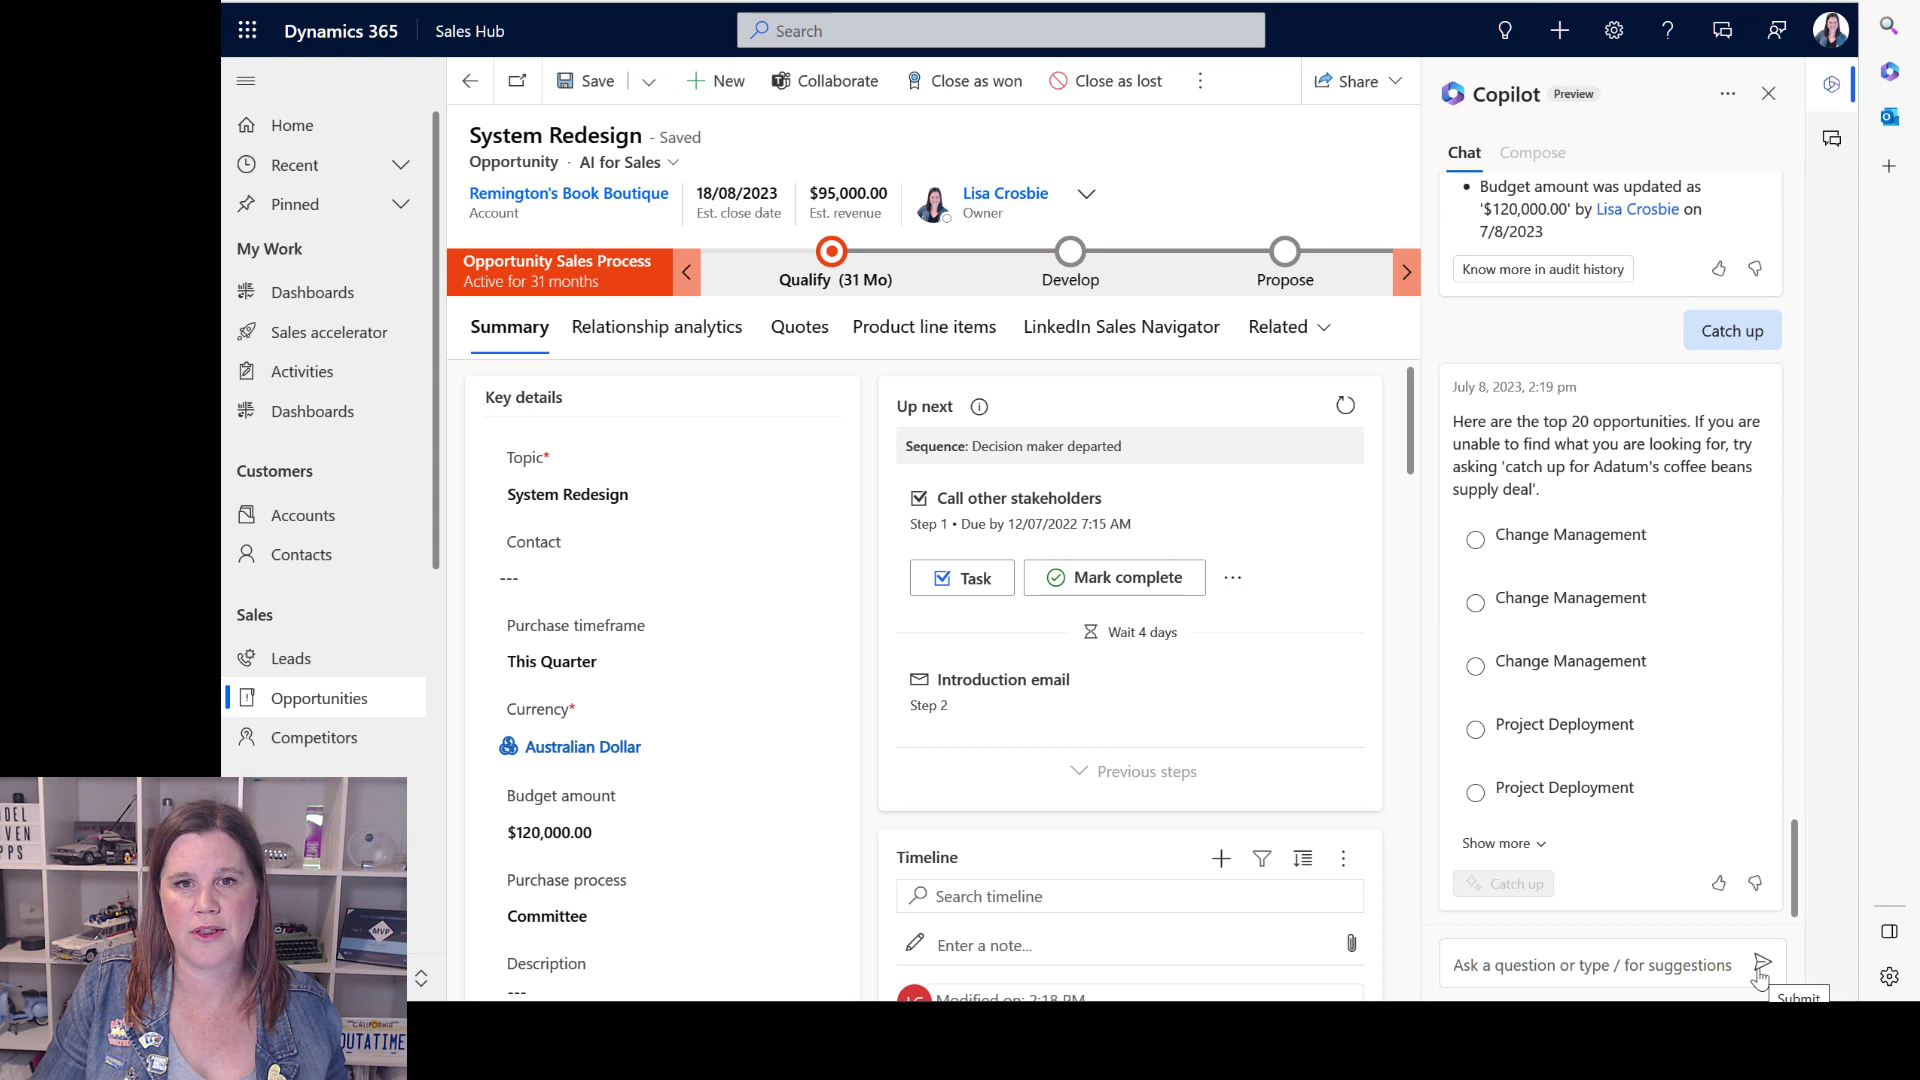 Dynamics 365
Sales Hub
Search
Save
New
Collaborate
Close as won
Close as lost
Share
Home
Recent
Pinned
My Work
Dashboards
Sales accelerator
Activities
Dashboards
Customers
Accounts
Contacts
Sales
Leads
Opportunities
Competitors
System Redesign - Saved
Opportunity · AI for Sales
Remington's Book Boutique
Account
18/08/2023
Est. close date
$95,000.00
Est. revenue
Lisa Crosbie
Owner
Opportunity Sales Process
Active for 31 months
Qualify (31 Mo)
Develop
Propose
Summary
Relationship analytics
Quotes
Product line items
LinkedIn Sales Navigator
Related
Key details
Topic*
System Redesign
Contact
---
Purchase timeframe
This Quarter
Currency*
Australian Dollar
Budget amount
$120,000.00
Purchase process
Committee
Description
---
Up next
Sequence: Decision maker departed
Call other stakeholders
Step 1 • Due by 12/07/2022 7:15 AM
Task
Mark complete
Wait 4 days
Introduction email
Step 2
Previous steps
Timeline
Search timeline
Enter a note...
Modified on: 2:18 PM
Copilot
Preview
Chat
Compose
• Budget amount was updated as
'$120,000.00' by Lisa Crosbie on
7/8/2023
Know more in audit history
Catch up
July 8, 2023, 2:19 pm
Here are the top 20 opportunities. If you are
unable to find what you are looking for, try
asking 'catch up for Adatum's coffee beans
supply deal'.
Change Management
Change Management
Change Management
Project Deployment
Project Deployment
Show more
Catch up
Ask a question or type / for suggestions
Submit
MVP
CALIFORNIA
OUTATIME